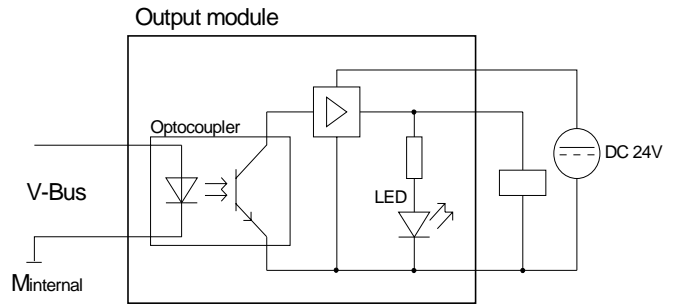 Output module
Optocoupler
DC 24V
V-Bus
LED
Minternal